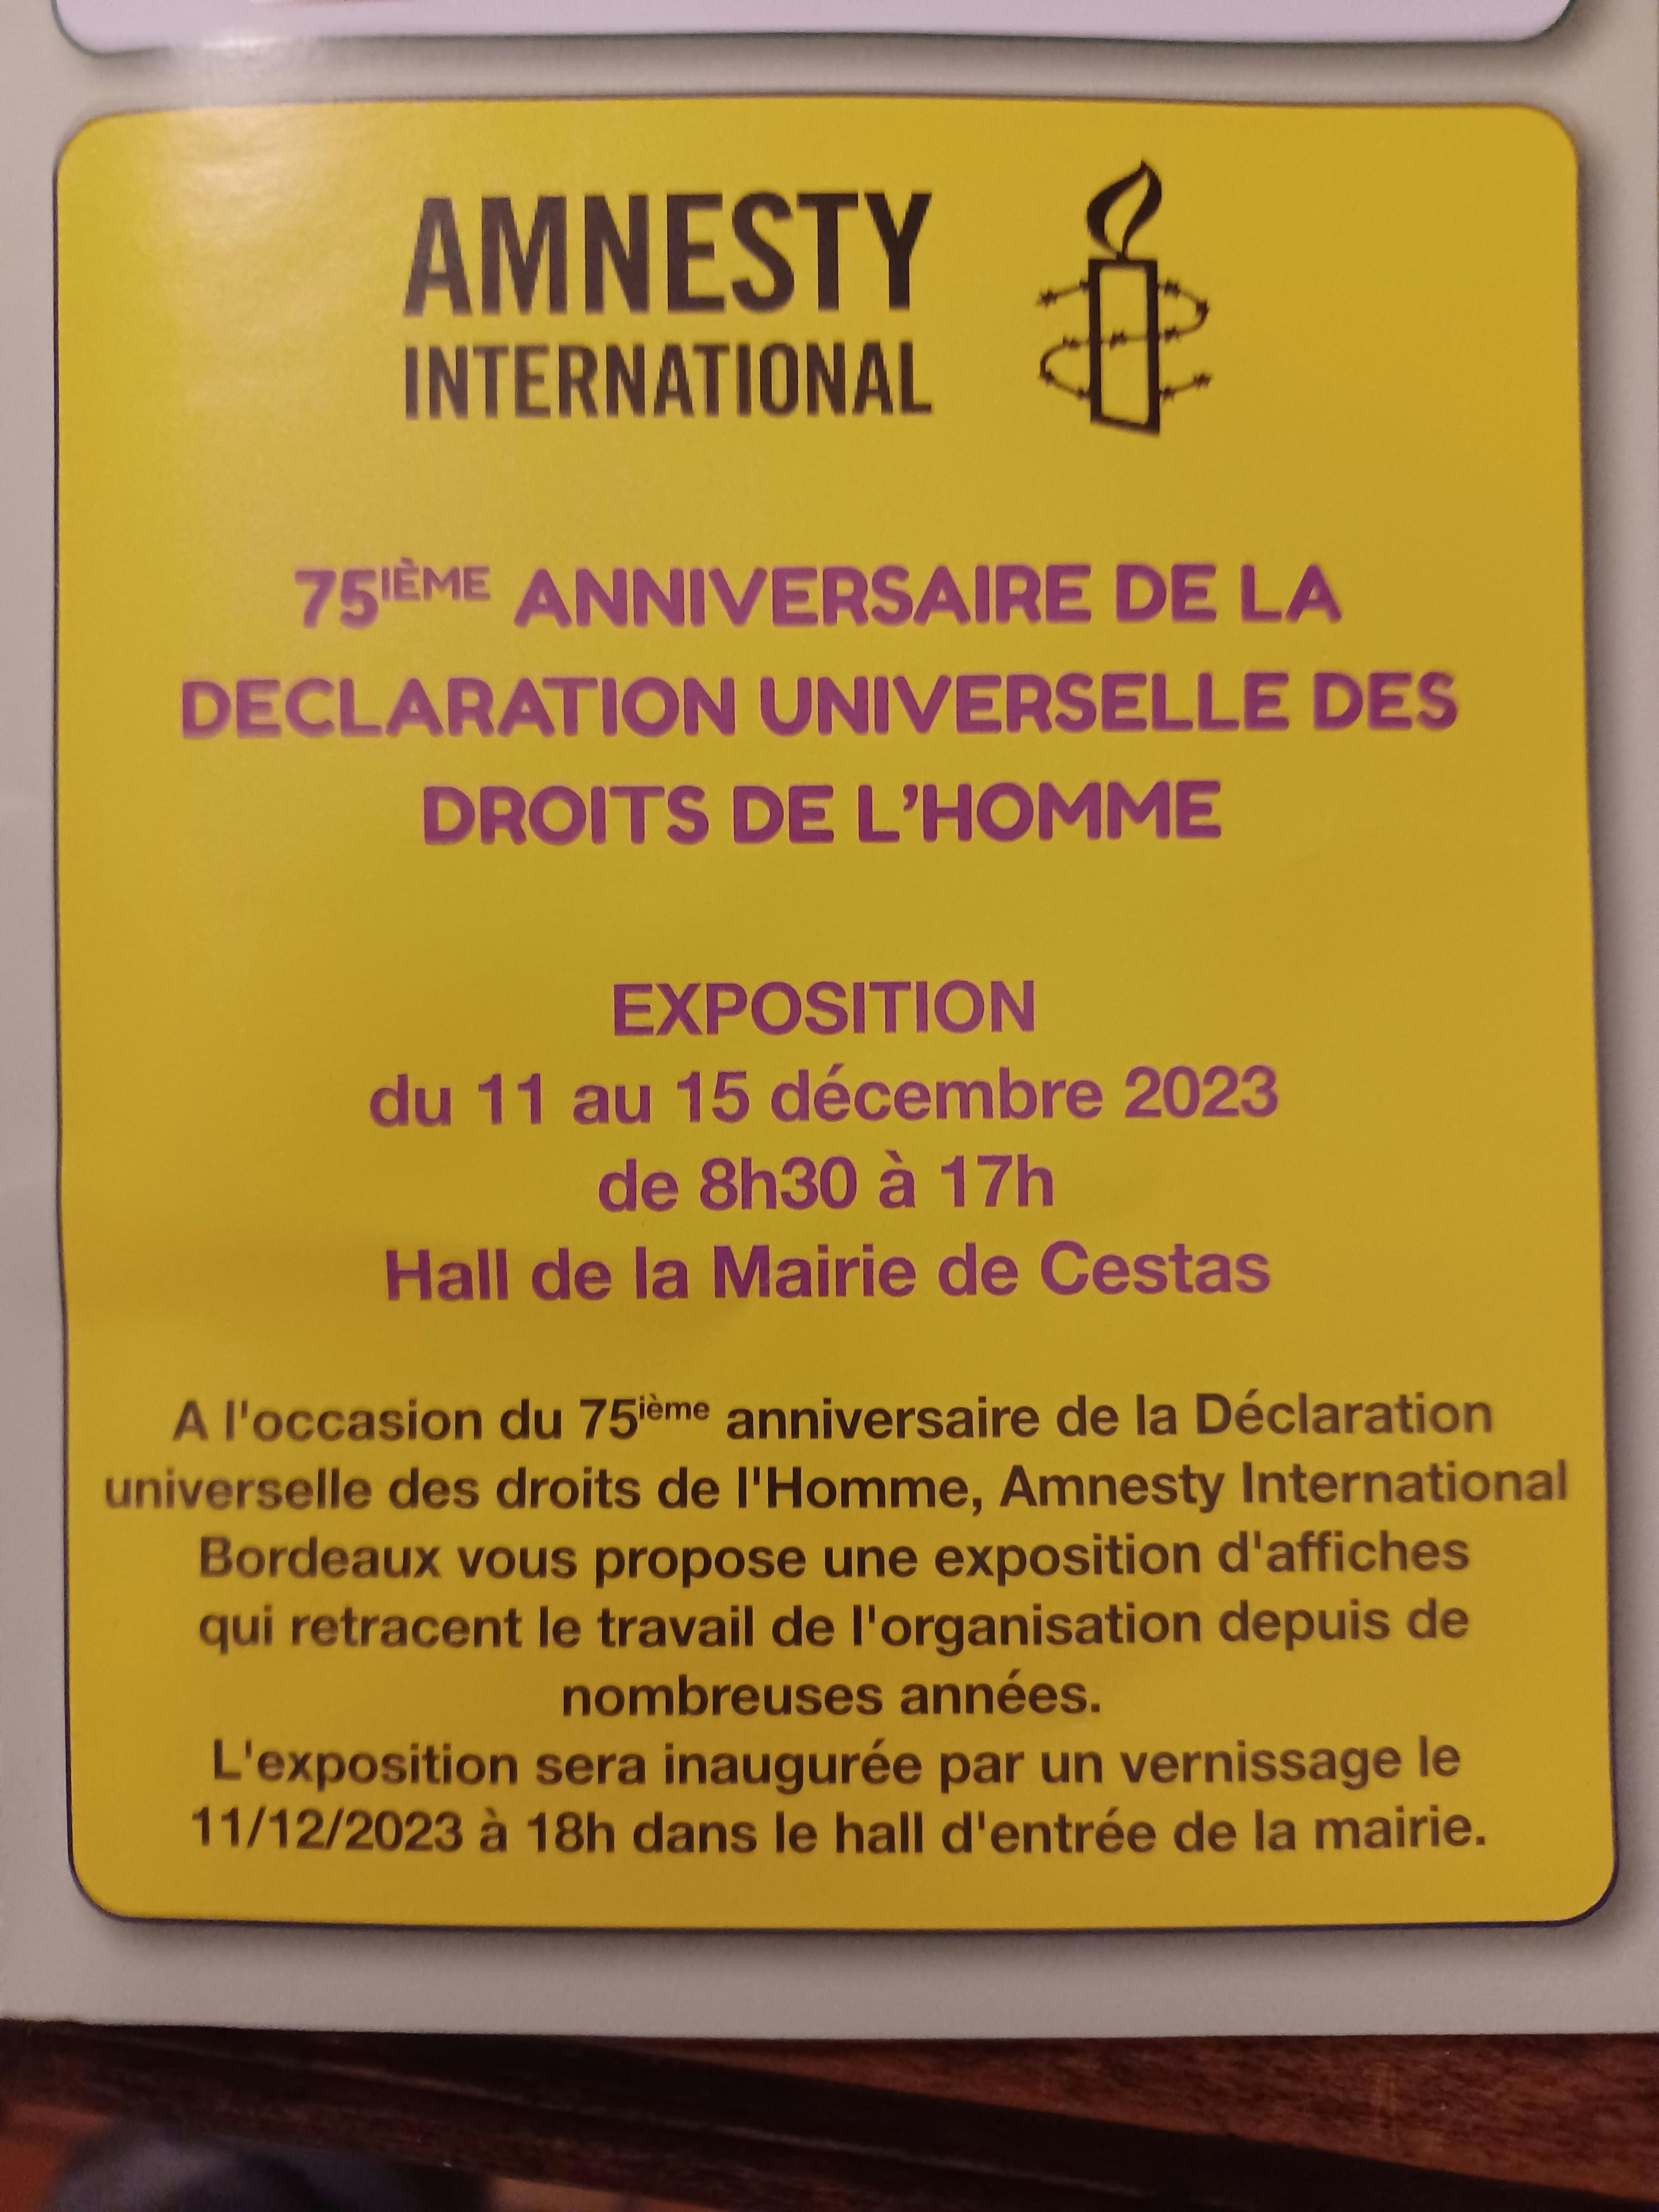 AMNESTY
INTERNATIONAL
75IÈME ANNIVERSAIRE DE LA
DECLARATION UNIVERSELLE DES
DROITS DE L’HOMME
EXPOSITION
du 11 au 15 décembre 2023
de 8h30 à 17h
Hall de la Mairie de Cestas
A l'occasion du 75ième anniversaire de la Déclaration
universelle des droits de l'Homme, Amnesty International
Bordeaux vous propose une exposition d'affiches
qui retracent le travail de l'organisation depuis de
nombreuses années.
L'exposition sera inaugurée par un vernissage le
11/12/2023 à 18h dans le hall d'entrée de la mairie.